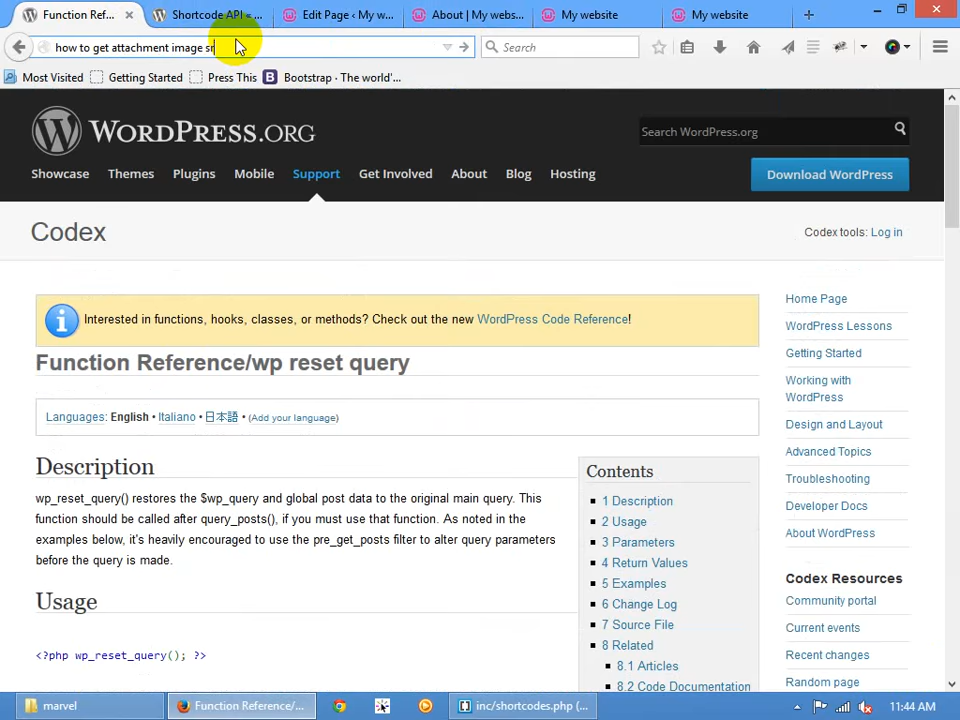 Function Ref...
Shortcode API «...
Edit Page ‹ My w...
About | My websi...
My website
My website
how to get attachment image sr
Search
Most Visited
Getting Started
Press This
Bootstrap · The world'...
WORDPRESS.ORG
Search WordPress.org
Showcase
Themes
Plugins
Mobile
Support
Get Involved
About
Blog
Hosting
Download WordPress
Codex
Codex tools: Log in
Interested in functions, hooks, classes, or methods? Check out the new WordPress Code Reference!
Function Reference/wp reset query
Languages: English • Italiano • 日本語 • (Add your language)
Description
wp_reset_query() restores the $wp_query and global post data to the original main query. This
function should be called after query_posts(), if you must use that function. As noted in the
examples below, it's heavily encouraged to use the pre_get_posts filter to alter query parameters
before the query is made.
Usage
<?php wp_reset_query(); ?>
Contents
1 Description
2 Usage
3 Parameters
4 Return Values
5 Examples
6 Change Log
7 Source File
8 Related
8.1 Articles
8.2 Code Documentation
Home Page
WordPress Lessons
Getting Started
Working with
WordPress
Design and Layout
Advanced Topics
Troubleshooting
Developer Docs
About WordPress
Codex Resources
Community portal
Current events
Recent changes
Random page
marvel
Function Reference/...
inc/shortcodes.php (...
11:44 AM